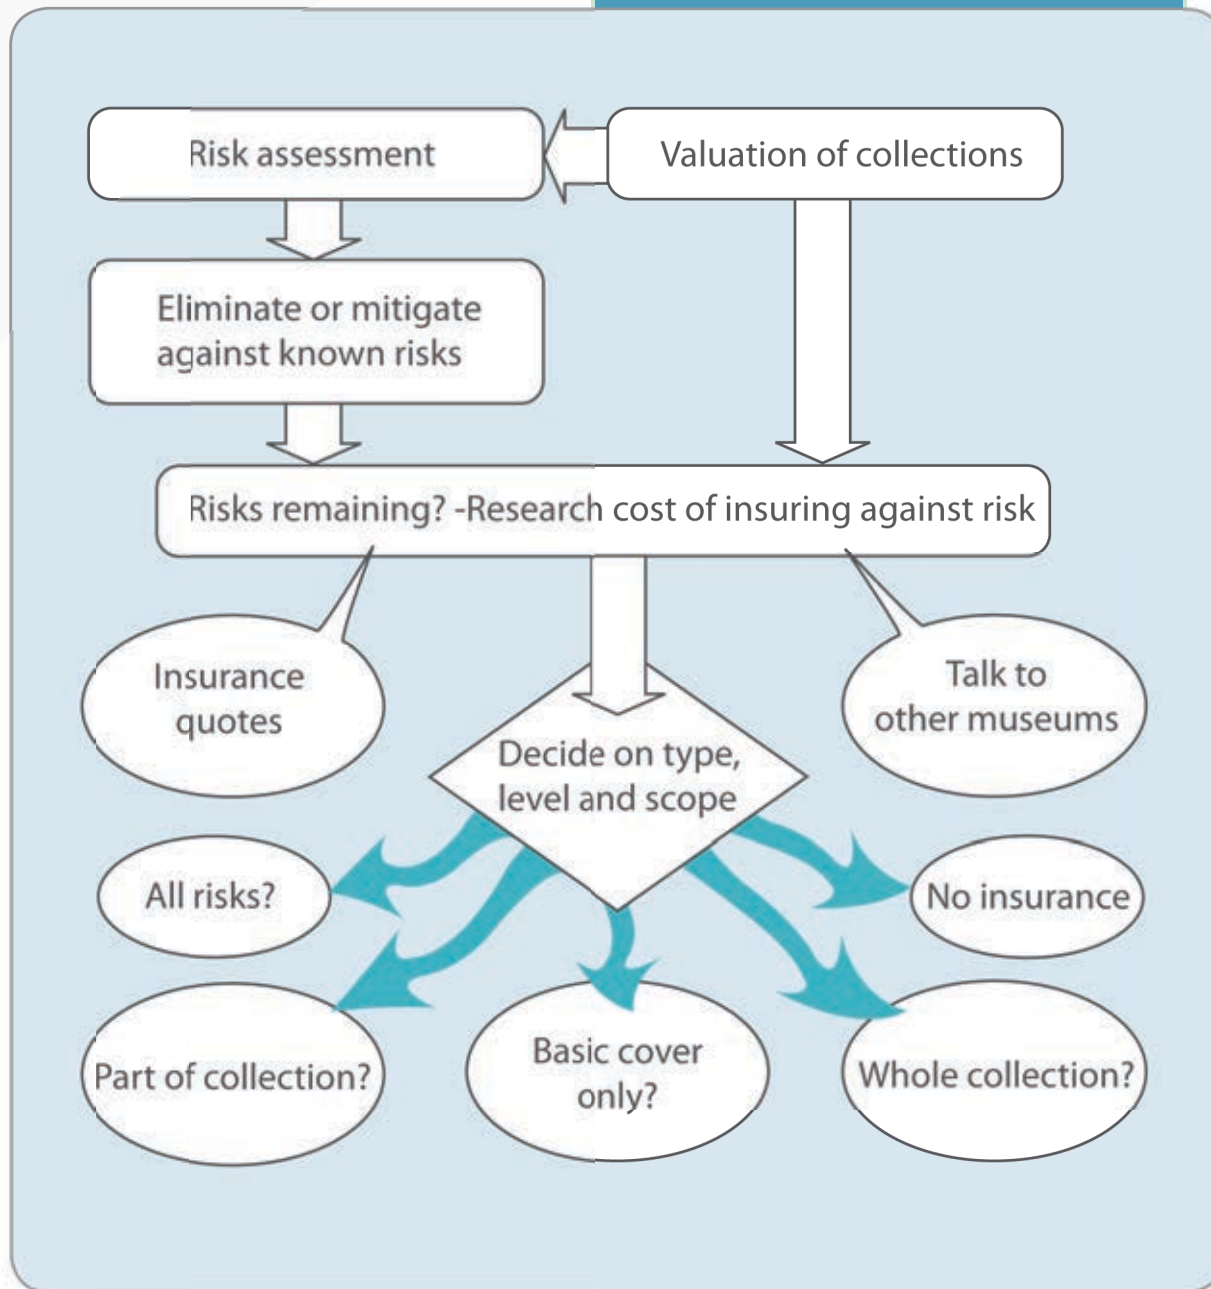 Risk assessment
Valuation of collections
Eliminate or mitigate
against known risks
Risks remaining? -Research cost of insuring against risk
Insurance
quotes
Talk to
other museums
Decide on type,
level and scope
All risks?
No insurance
Part of collection?
Basic cover
only?
Whole collection?